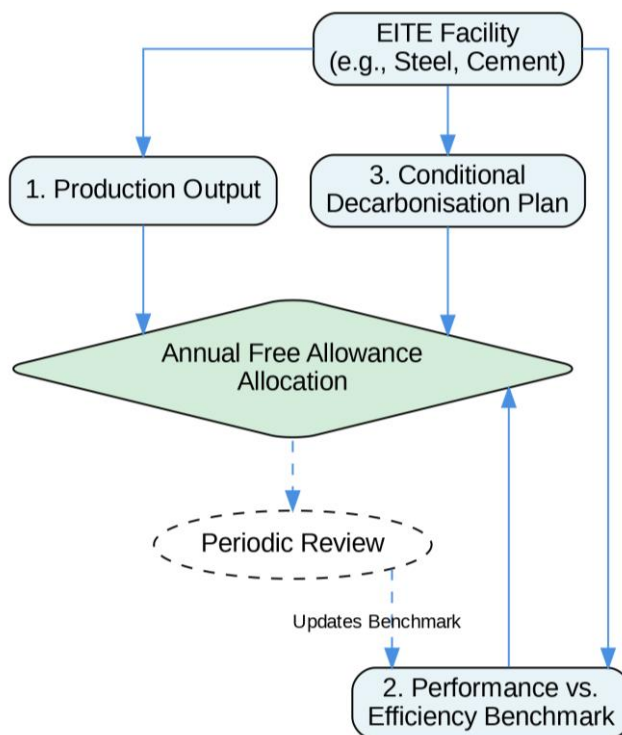 EITE Facility
(e.g., Steel, Cement)
1. Production Output
3. Conditional
Decarbonisation Plan
Annual Free Allowance
Allocation
Periodic Review
Updates Benchmark
2. Performance vs.
Efficiency Benchmark